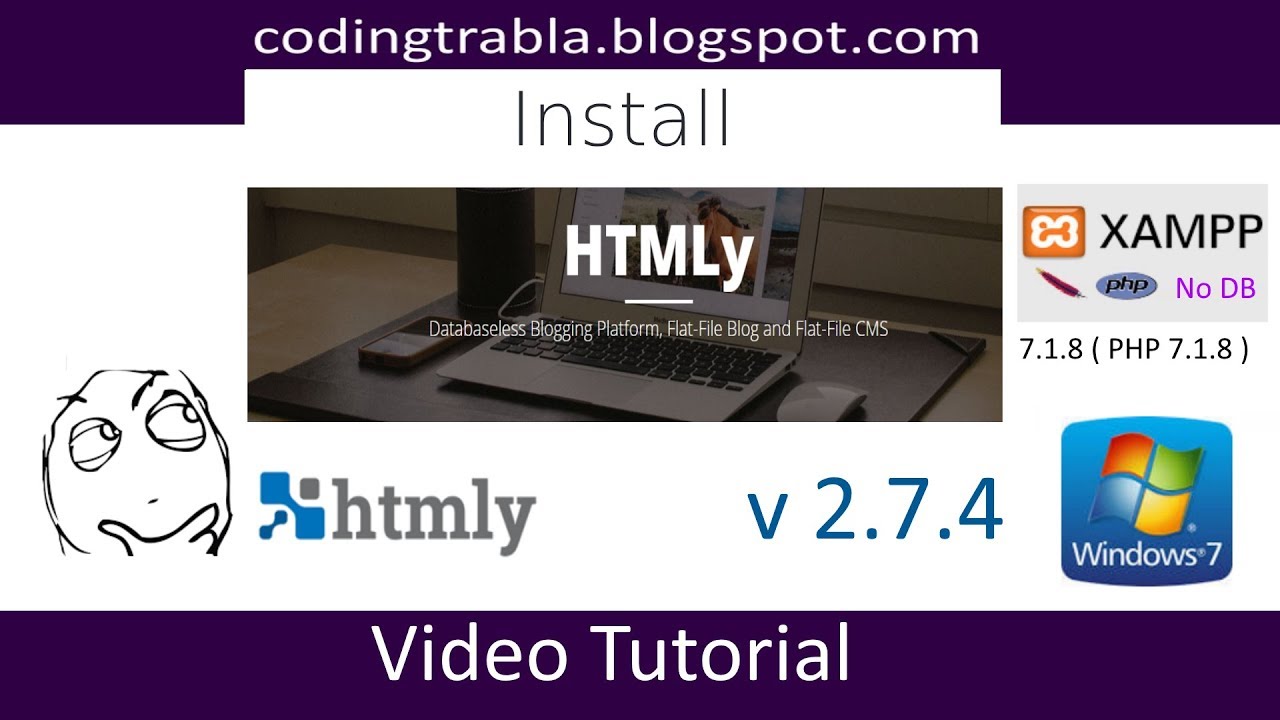 codingtrabla.blogspot.com
Install
HTMLy
Databaseless Blogging Platform, Flat-File Blog and Flat-File CMS
XAMPP
php No DB
7.1.8 ( PHP 7.1.8 )
htmly
v 2.7.4
Windows®7
Video Tutorial